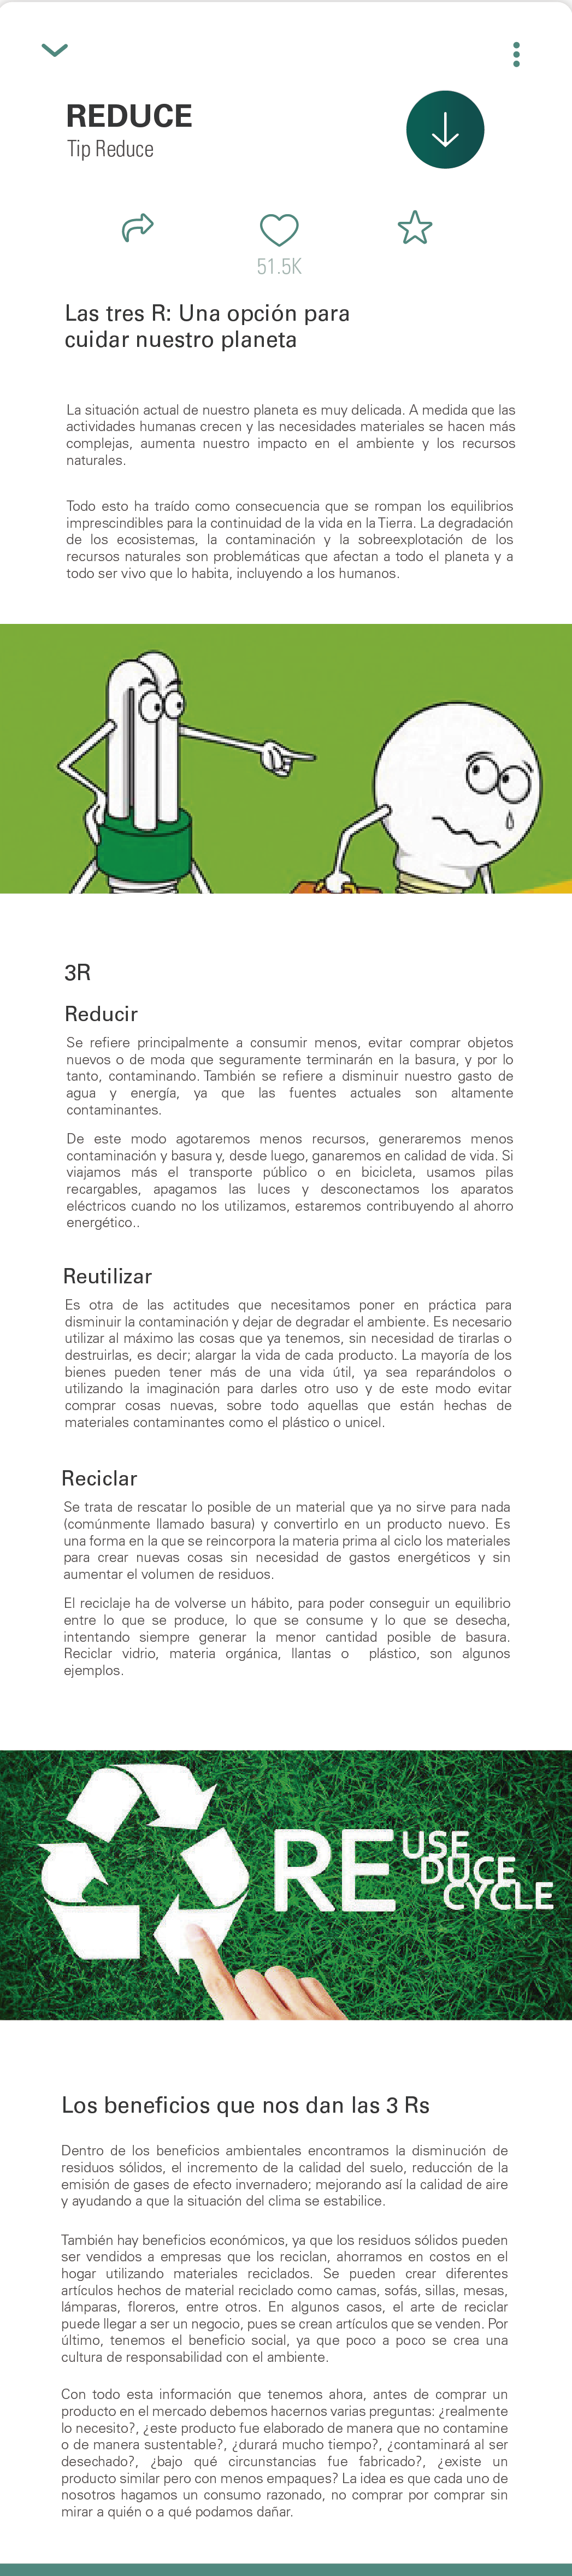 REDUCE
Tip Reduce
51.5K
Las tres R: Una opción para
cuidar nuestro planeta
La situación actual de nuestro planeta es muy delicada. A medida que las
actividades humanas crecen y las necesidades materiales se hacen más
complejas, aumenta nuestro impacto en el ambiente y los recursos
naturales.
Todo esto ha traído como consecuencia que se rompan los equilibrios
imprescindibles para la continuidad de la vida en la Tierra. La degradación
de los ecosistemas, la contaminación y la sobreexplotación de los
recursos naturales son problemáticas que afectan a todo el planeta y a
todo ser vivo que lo habita, incluyendo a los humanos.
3R
Reducir
Se refiere principalmente a consumir menos, evitar comprar objetos
nuevos o de moda que seguramente terminarán en la basura, y por lo
tanto, contaminando. También se refiere a disminuir nuestro gasto de
agua y energía, ya que las fuentes actuales son altamente
contaminantes.
De este modo agotaremos menos recursos, generaremos menos
contaminación y basura y, desde luego, ganaremos en calidad de vida. Si
viajamos más el transporte público o en bicicleta, usamos pilas
recargables, apagamos las luces y desconectamos los aparatos
eléctricos cuando no los utilizamos, estaremos contribuyendo al ahorro
energético..
Reutilizar
Es otra de las actitudes que necesitamos poner en práctica para
disminuir la contaminación y dejar de degradar el ambiente. Es necesario
utilizar al máximo las cosas que ya tenemos, sin necesidad de tirarlas o
destruirlas, es decir; alargar la vida de cada producto. La mayoría de los
bienes pueden tener más de una vida útil, ya sea reparándolos o
utilizando la imaginación para darles otro uso y de este modo evitar
comprar cosas nuevas, sobre todo aquellas que están hechas de
materiales contaminantes como el plástico o unicel.
Reciclar
Se trata de rescatar lo posible de un material que ya no sirve para nada
(comúnmente llamado basura) y convertirlo en un producto nuevo. Es
una forma en la que se reincorpora la materia prima al ciclo los materiales
para crear nuevas cosas sin necesidad de gastos energéticos y sin
aumentar el volumen de residuos.
El reciclaje ha de volverse un hábito, para poder conseguir un equilibrio
entre lo que se produce, lo que se consume y lo que se desecha,
intentando siempre generar la menor cantidad posible de basura.
Reciclar vidrio, materia orgánica, llantas o plástico, son algunos
ejemplos.
RE USE
DUCE
CYCLE
Los beneficios que nos dan las 3 Rs
Dentro de los beneficios ambientales encontramos la disminución de
residuos sólidos, el incremento de la calidad del suelo, reducción de la
emisión de gases de efecto invernadero; mejorando así la calidad de aire
y ayudando a que la situación del clima se estabilice.
También hay beneficios económicos, ya que los residuos sólidos pueden
ser vendidos a empresas que los reciclan, ahorramos en costos en el
hogar utilizando materiales reciclados. Se pueden crear diferentes
artículos hechos de material reciclado como camas, sofás, sillas, mesas,
lámparas, floreros, entre otros. En algunos casos, el arte de reciclar
puede llegar a ser un negocio, pues se crean artículos que se venden. Por
último, tenemos el beneficio social, ya que poco a poco se crea una
cultura de responsabilidad con el ambiente.
Con todo esta información que tenemos ahora, antes de comprar un
producto en el mercado debemos hacernos varias preguntas: ¿realmente
lo necesito?, ¿este producto fue elaborado de manera que no contamine
o de manera sustentable?, ¿durará mucho tiempo?, ¿contaminará al ser
desechado?, ¿bajo qué circunstancias fue fabricado?, ¿existe un
producto similar pero con menos empaques? La idea es que cada uno de
nosotros hagamos un consumo razonado, no comprar por comprar sin
mirar a quién o a qué podamos dañar.